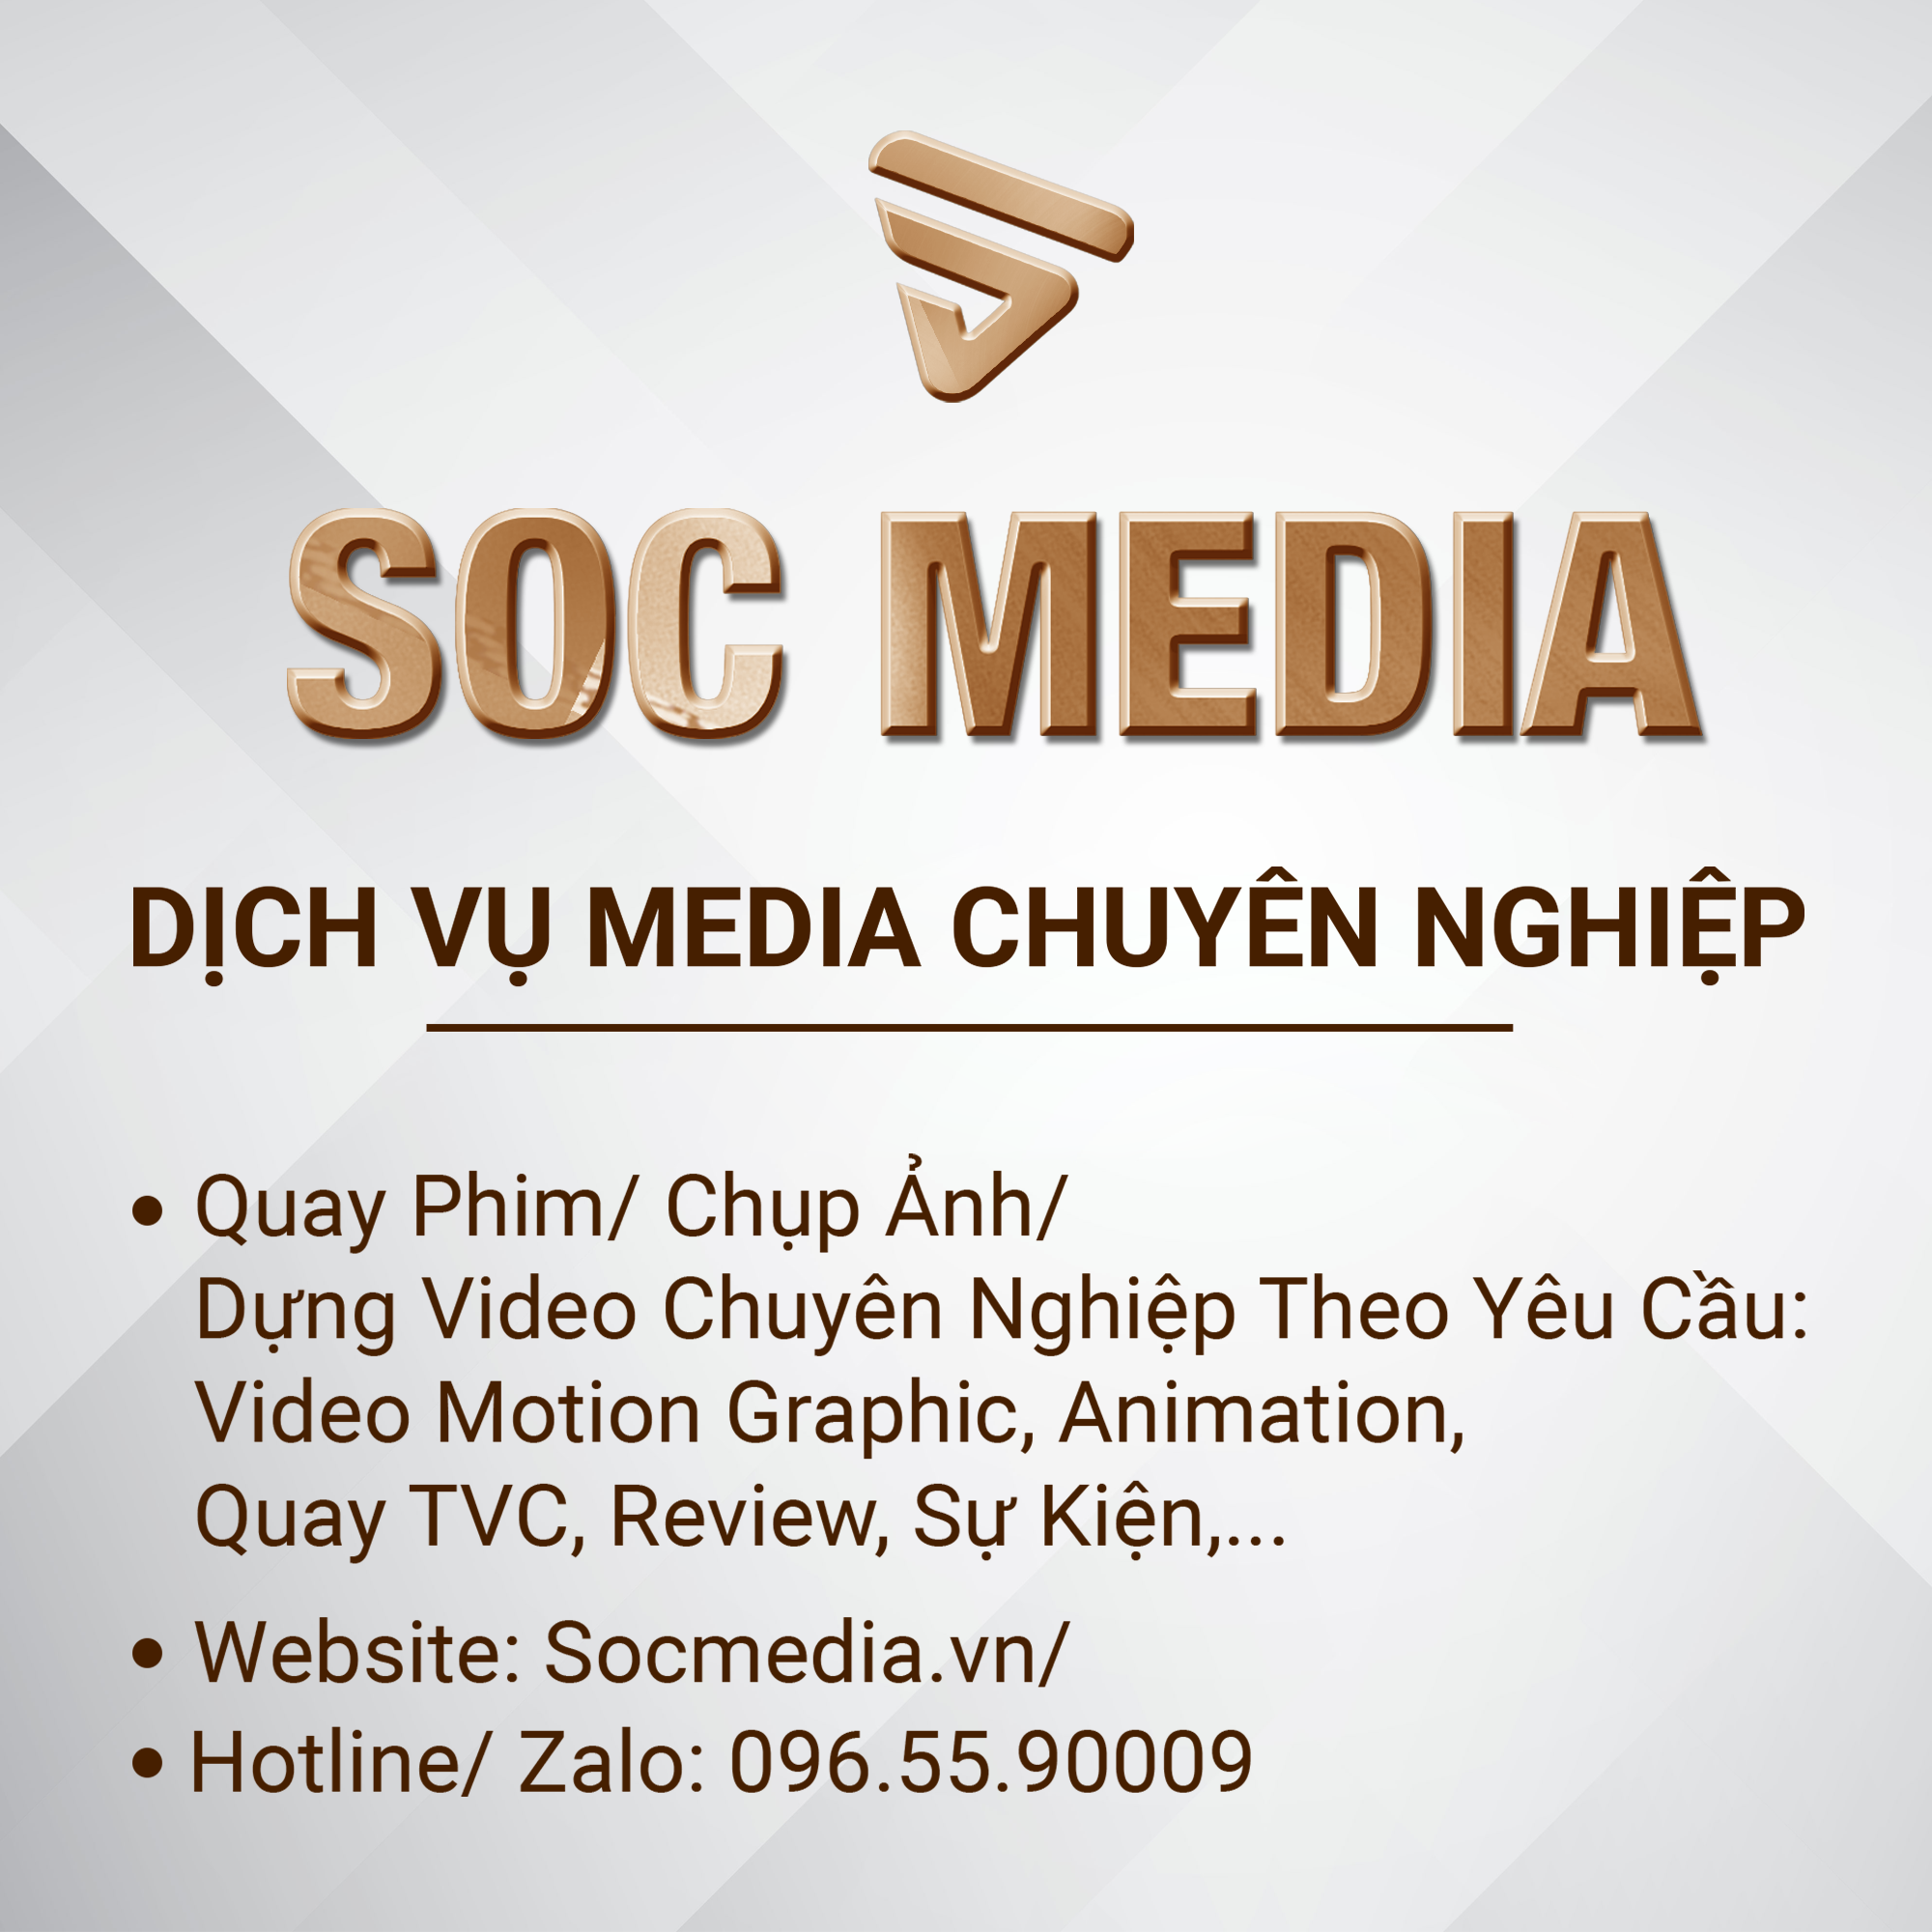 SOC MEDIA
DỊCH VỤ MEDIA CHUYÊN NGHIỆP
• Quay Phim/ Chụp Ảnh/
Dựng Video Chuyên Nghiệp Theo Yêu Cầu:
Video Motion Graphic, Animation,
Quay TVC, Review, Sự Kiện,...
• Website: Socmedia.vn/
• Hotline/ Zalo: 096.55.90009